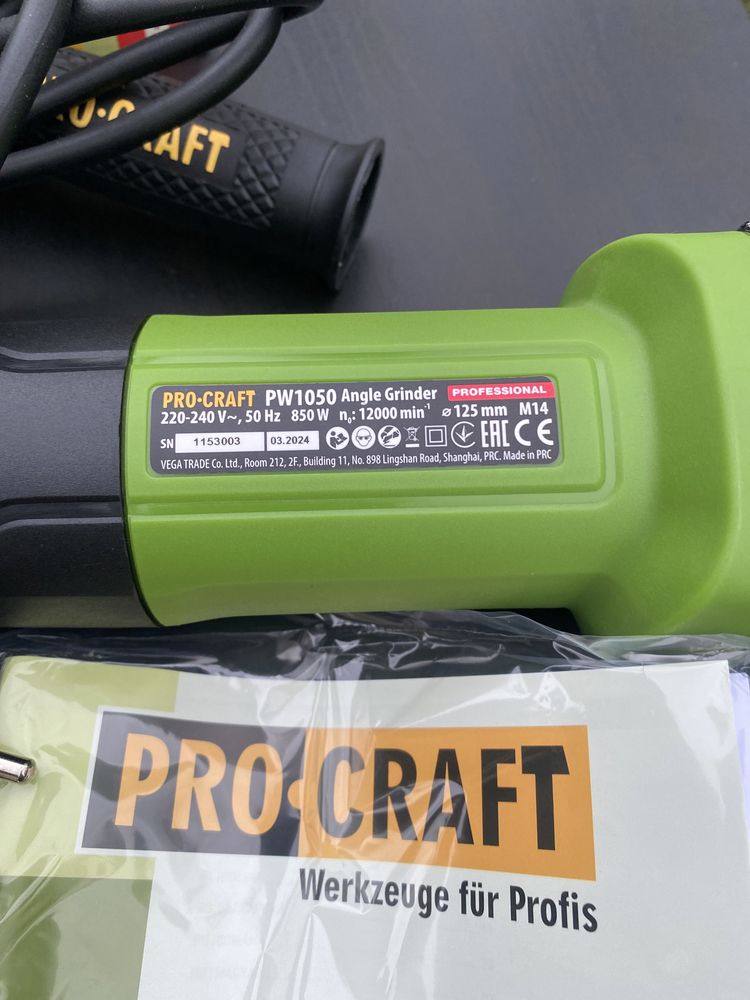 O·CRAFT
PRO·CRAFT PW1050 Angle Grinder PROFESSIONAL
220-240 V~, 50 Hz 850 W n₀: 12000 min⁻¹ ⌀ 125 mm M14
SN 1153003 03.2024 EAC CE
VEGA TRADE Co. Ltd., Room 212, 2F., Building 11, No. 898 Lingshan Road, Shanghai, PRC. Made in PRC
PRO·CRAFT
Werkzeuge für Profis